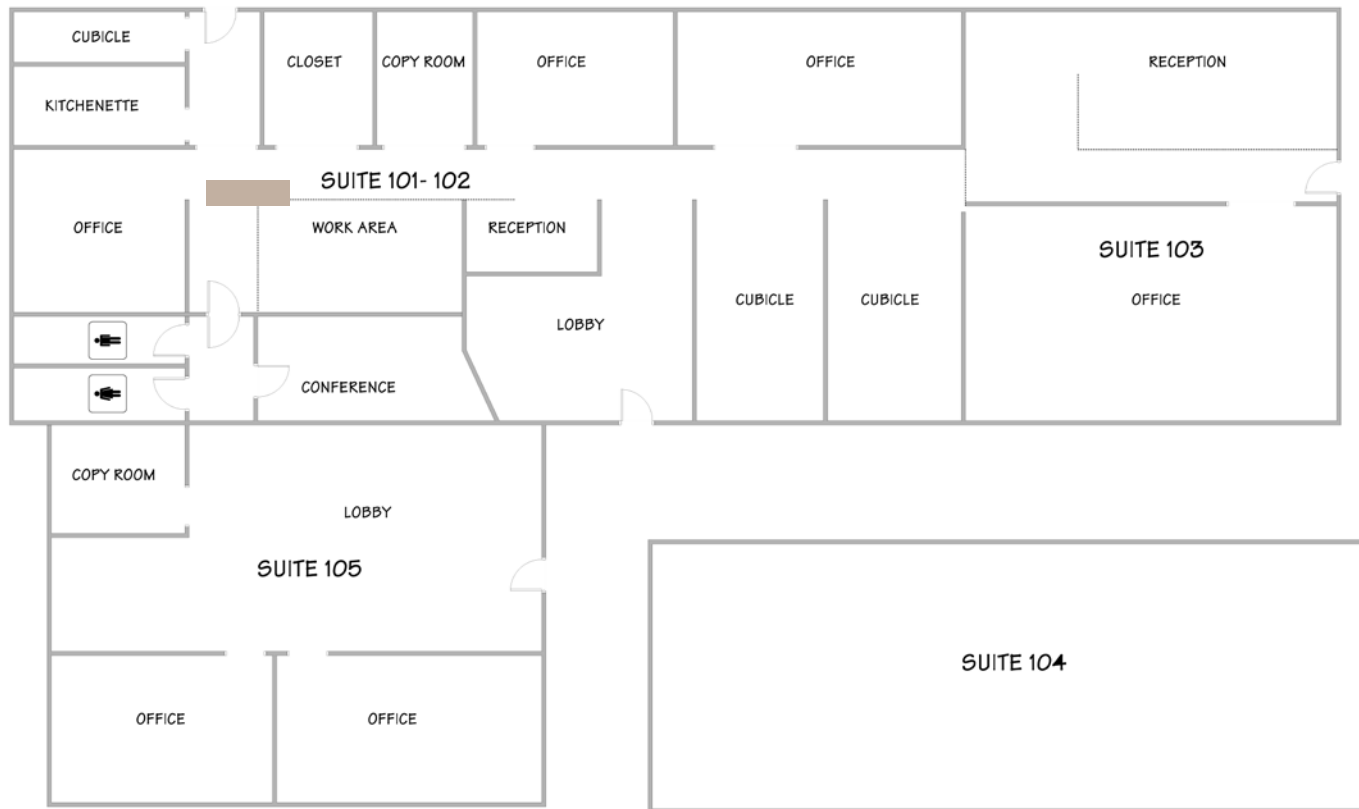 CUBICLE
CLOSET
COPY ROOM
OFFICE
OFFICE
RECEPTION
KITCHENETTE
SUITE 101- 102
OFFICE
WORK AREA
RECEPTION
SUITE 103
CUBICLE
CUBICLE
OFFICE
LOBBY
CONFERENCE
COPY ROOM
LOBBY
SUITE 105
SUITE 104
OFFICE
OFFICE